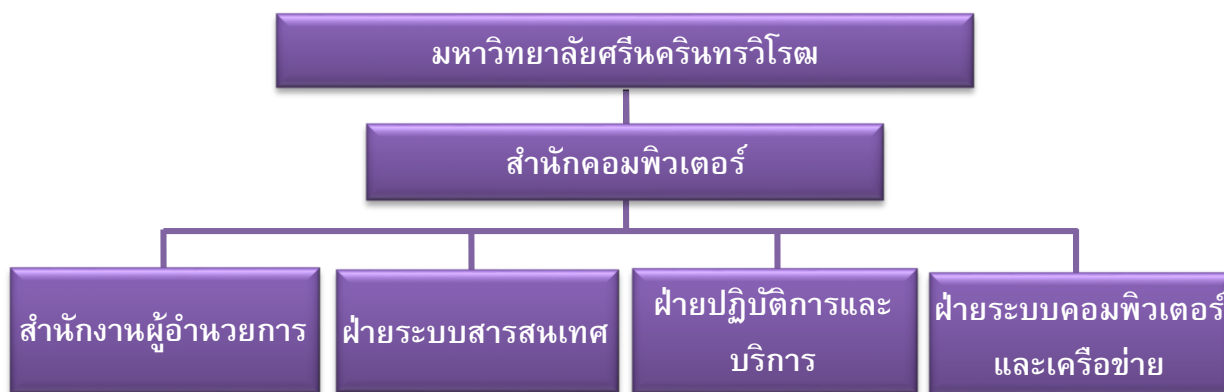 มหาวิทยาลัยศรีนครินทรวิโรฒ
สำนักคอมพิวเตอร์
สำนักงานผู้อำนวยการ
ฝ่ายระบบสารสนเทศ
ฝ่ายปฏิบัติการและ
บริการ
ฝ่ายระบบคอมพิวเตอร์
และเครือข่าย